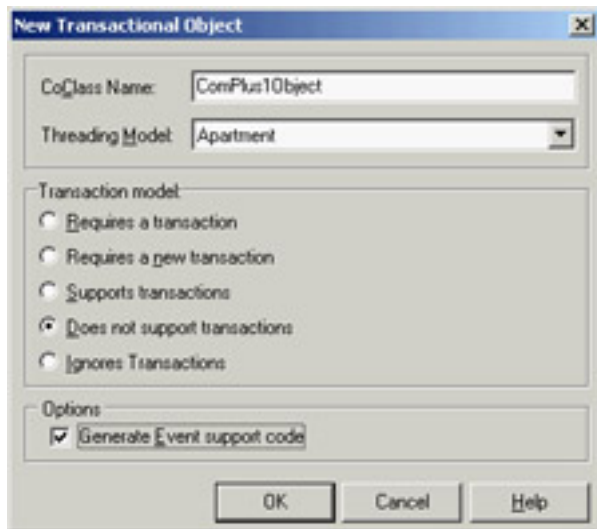 New Transactional Object
CoClass Name: ComPlus1Object
Threading Model: Apartment
Transaction model:
Requires a transaction
Requires a new transaction
Supports transactions
Does not support transactions
Ignores Transactions
Options
Generate Event support code
OK Cancel Help